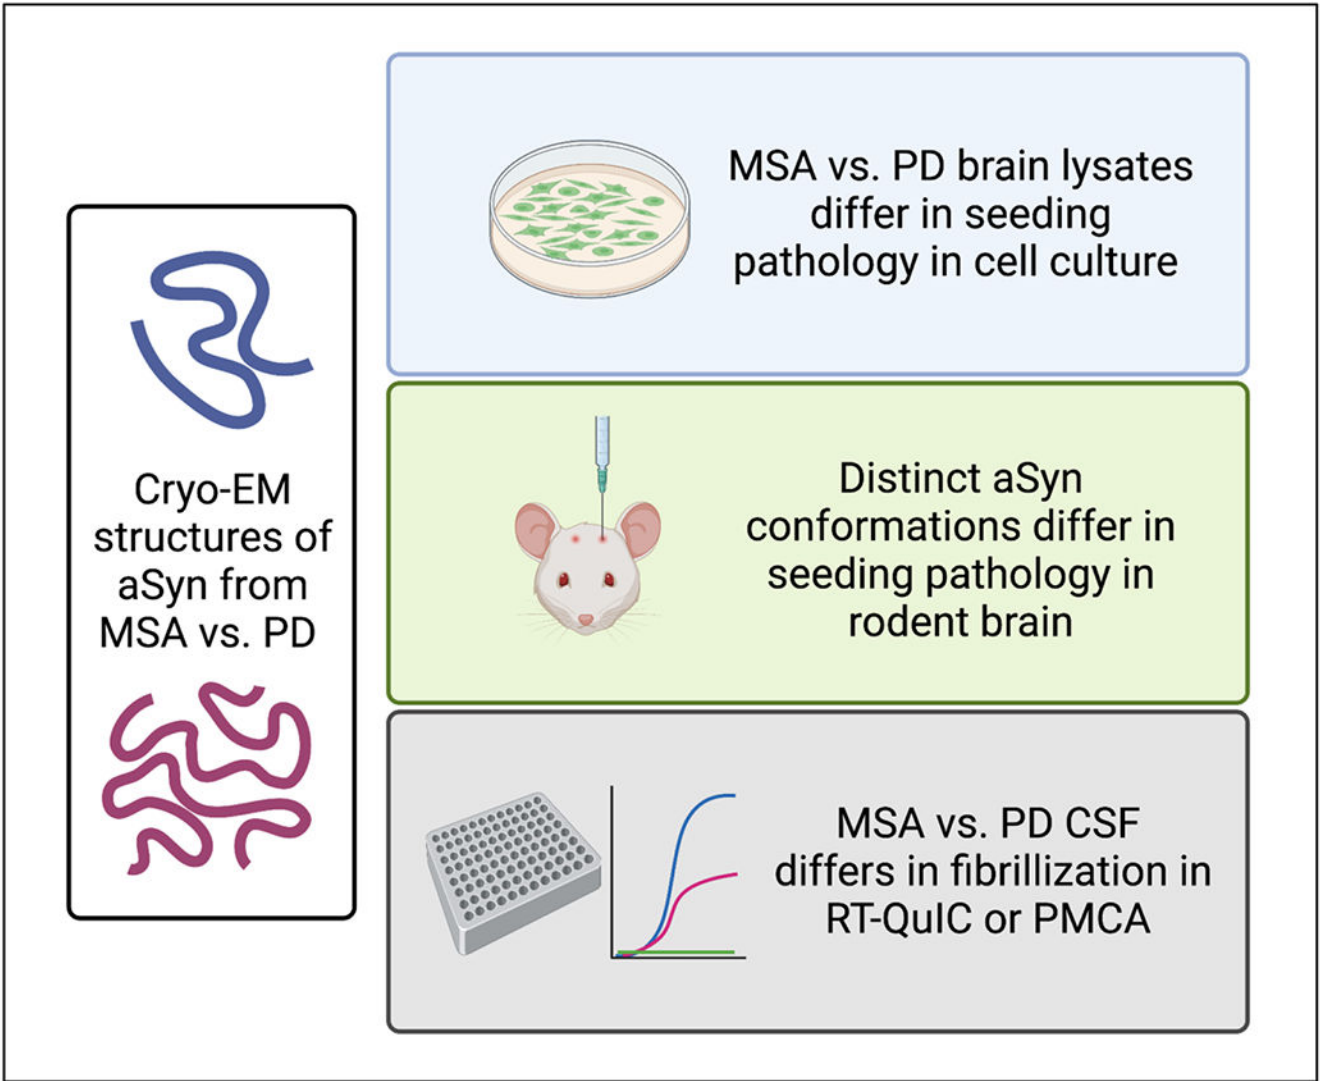 Cryo-EM
structures of
aSyn from
MSA vs. PD
MSA vs. PD brain lysates
differ in seeding
pathology in cell culture
Distinct aSyn
conformations differ in
seeding pathology in
rodent brain
MSA vs. PD CSF
differs in fibrillization in
RT-QuIC or PMCA